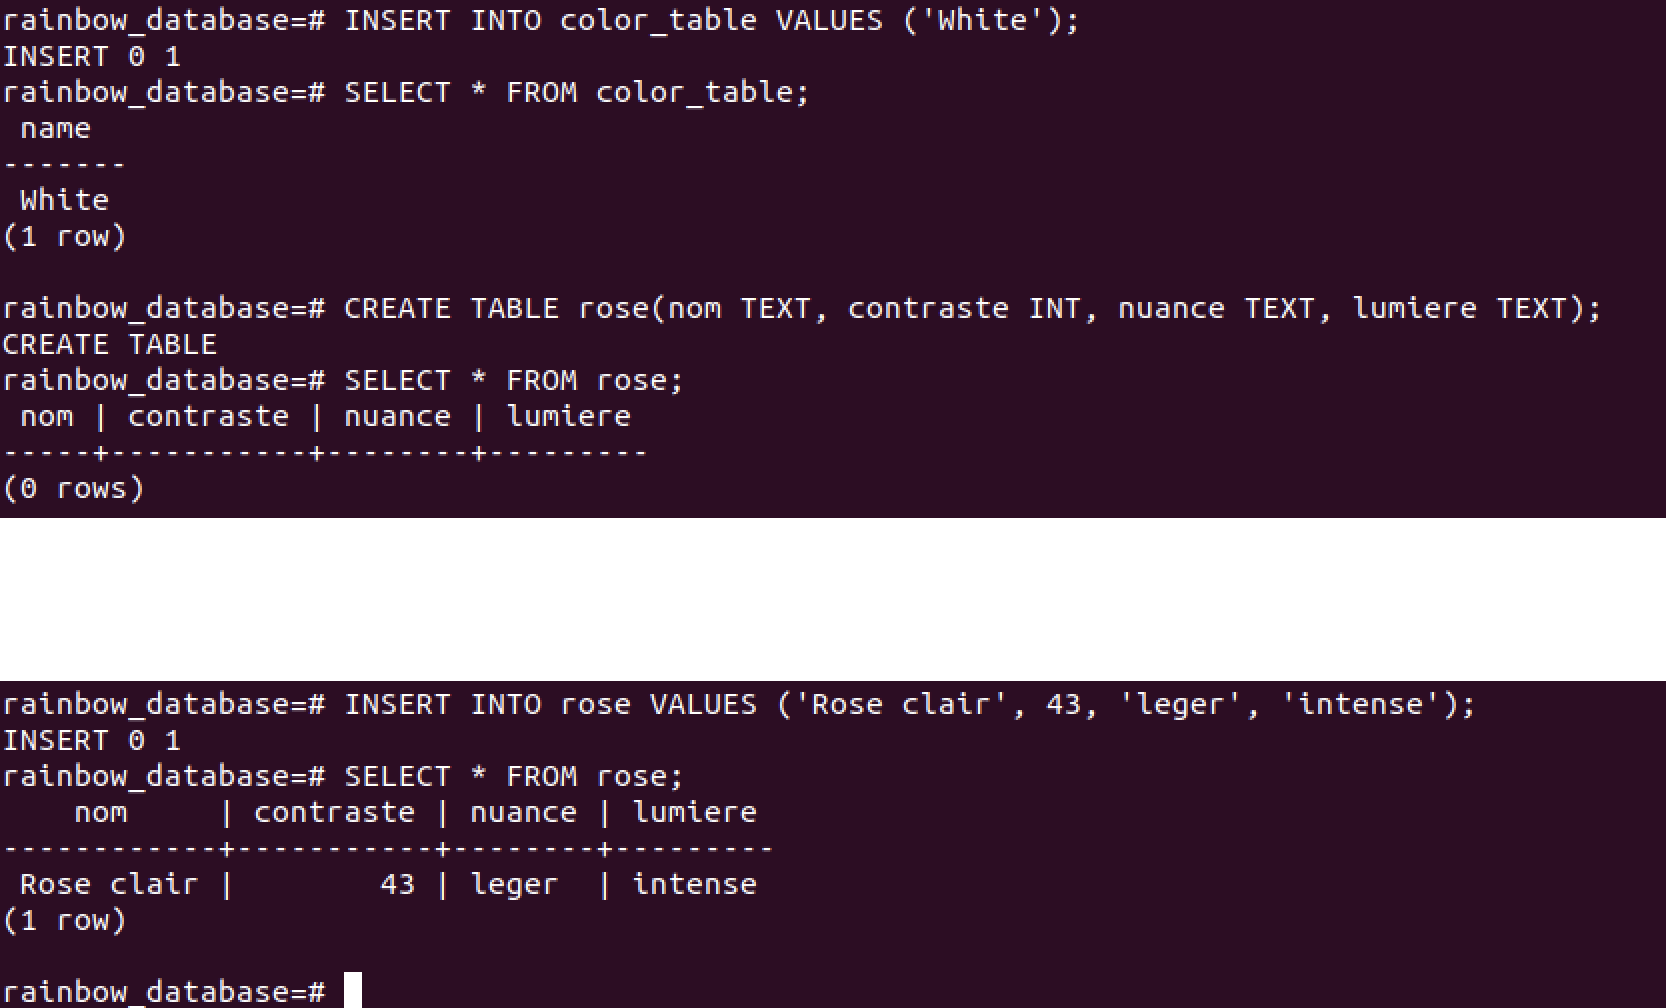 rainbow_database=# INSERT INTO color_table VALUES ('White');
INSERT 0 1
rainbow_database=# SELECT * FROM color_table;
 name
-------
 White
(1 row)

rainbow_database=# CREATE TABLE rose(nom TEXT, contraste INT, nuance TEXT, lumiere TEXT);
CREATE TABLE
rainbow_database=# SELECT * FROM rose;
 nom | contraste | nuance | lumiere
-----+-----------+--------+---------
(0 rows)

rainbow_database=# INSERT INTO rose VALUES ('Rose clair', 43, 'leger', 'intense');
INSERT 0 1
rainbow_database=# SELECT * FROM rose;
    nom     | contraste | nuance | lumiere
------------+-----------+--------+---------
 Rose clair |        43 | leger  | intense
(1 row)

rainbow_database=#